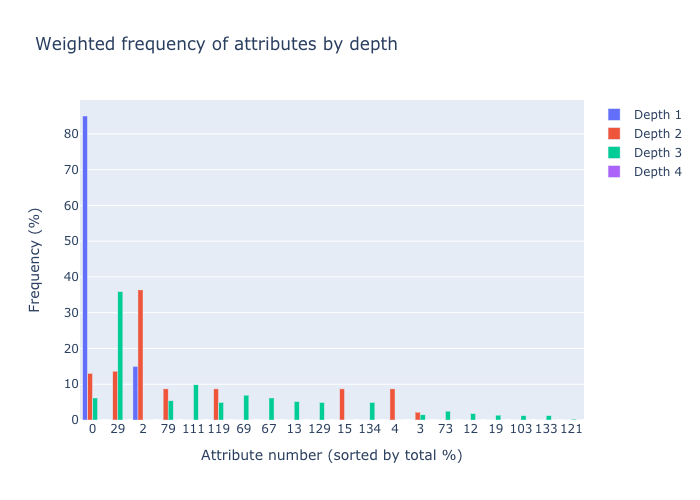 Weighted frequency of attributes by depth
Depth 1
Depth 2
Depth 3
Depth 4
Frequency (%)
80
70
60
50
40
30
20
10
0
0 29 2 79 111 119 69 67 13 129 15 134 4 3 73 12 19 103 133 121
Attribute number (sorted by total %)